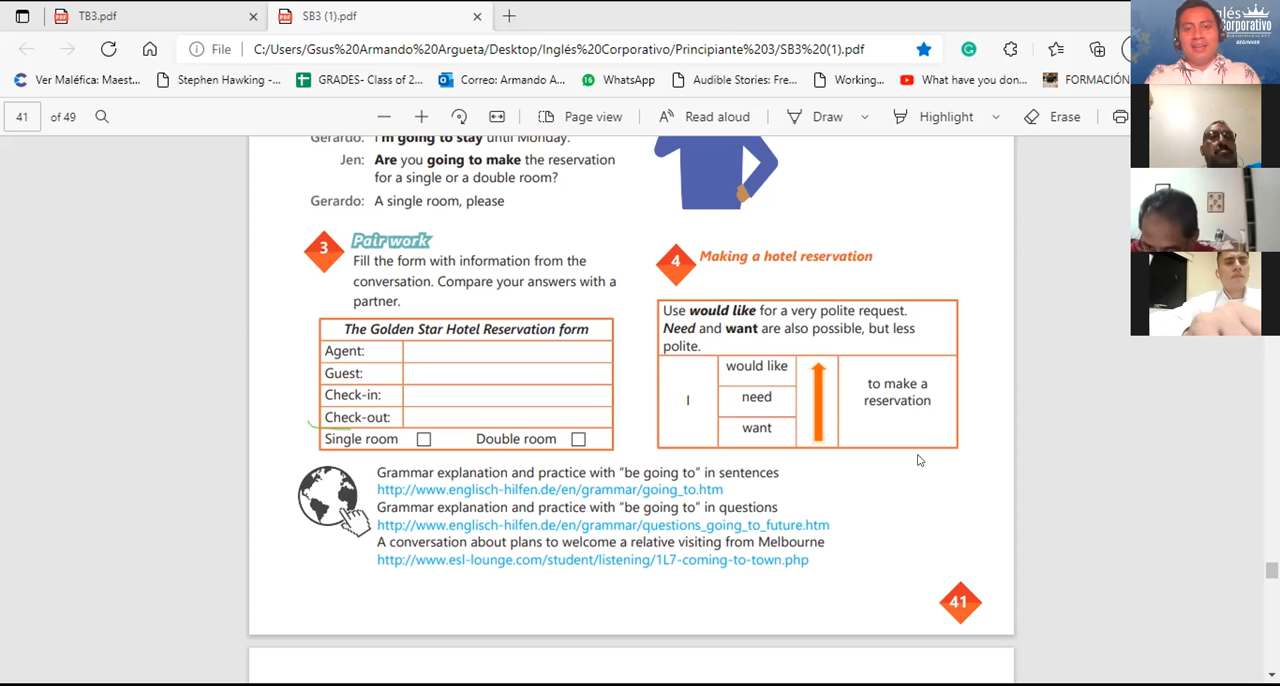 TB3.pdf
SB3 (1).pdf
File
C:/Users/Gsus%20Armando%20Argueta/Desktop/Inglés%20Corporativo/Principiante%203/SB3%20(1).pdf
Ver Maléfica: Maest...
Stephen Hawking -...
GRADES- Class of 2...
Correo: Armando A...
WhatsApp
Audible Stories: Fre...
Working...
What have you don...
FORMACIÓN
41 of 49
Page view
Read aloud
Draw
Highlight
Erase
Gerardo: I'm going to stay until Monday.
Jen: Are you going to make the reservation
for a single or a double room?
Gerardo: A single room, please
3 Pair work
Fill the form with information from the
conversation. Compare your answers with a
partner.
The Golden Star Hotel Reservation form
Agent:
Guest:
Check-in:
Check-out:
Single room Double room
4 Making a hotel reservation
Use would like for a very polite request.
Need and want are also possible, but less
polite.
I
would like
need
want
to make a
reservation
Grammar explanation and practice with "be going to" in sentences
http://www.englisch-hilfen.de/en/grammar/going_to.htm
Grammar explanation and practice with "be going to" in questions
http://www.englisch-hilfen.de/en/grammar/questions_going_to_future.htm
A conversation about plans to welcome a relative visiting from Melbourne
http://www.esl-lounge.com/student/listening/1L7-coming-to-town.php
41
glés
orporativo
BEGINNER